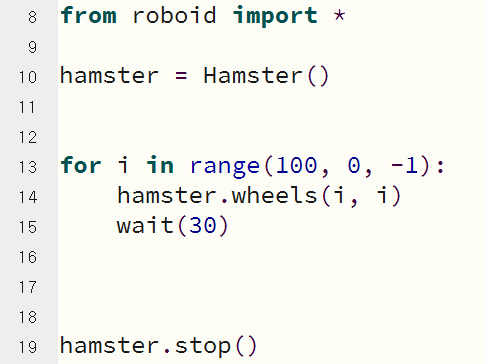 8 from roboid import *
9
10 hamster = Hamster()
11
12
13 for i in range(100, 0, -1):
14     hamster.wheels(i, i)
15     wait(30)
16
17
18
19 hamster.stop()